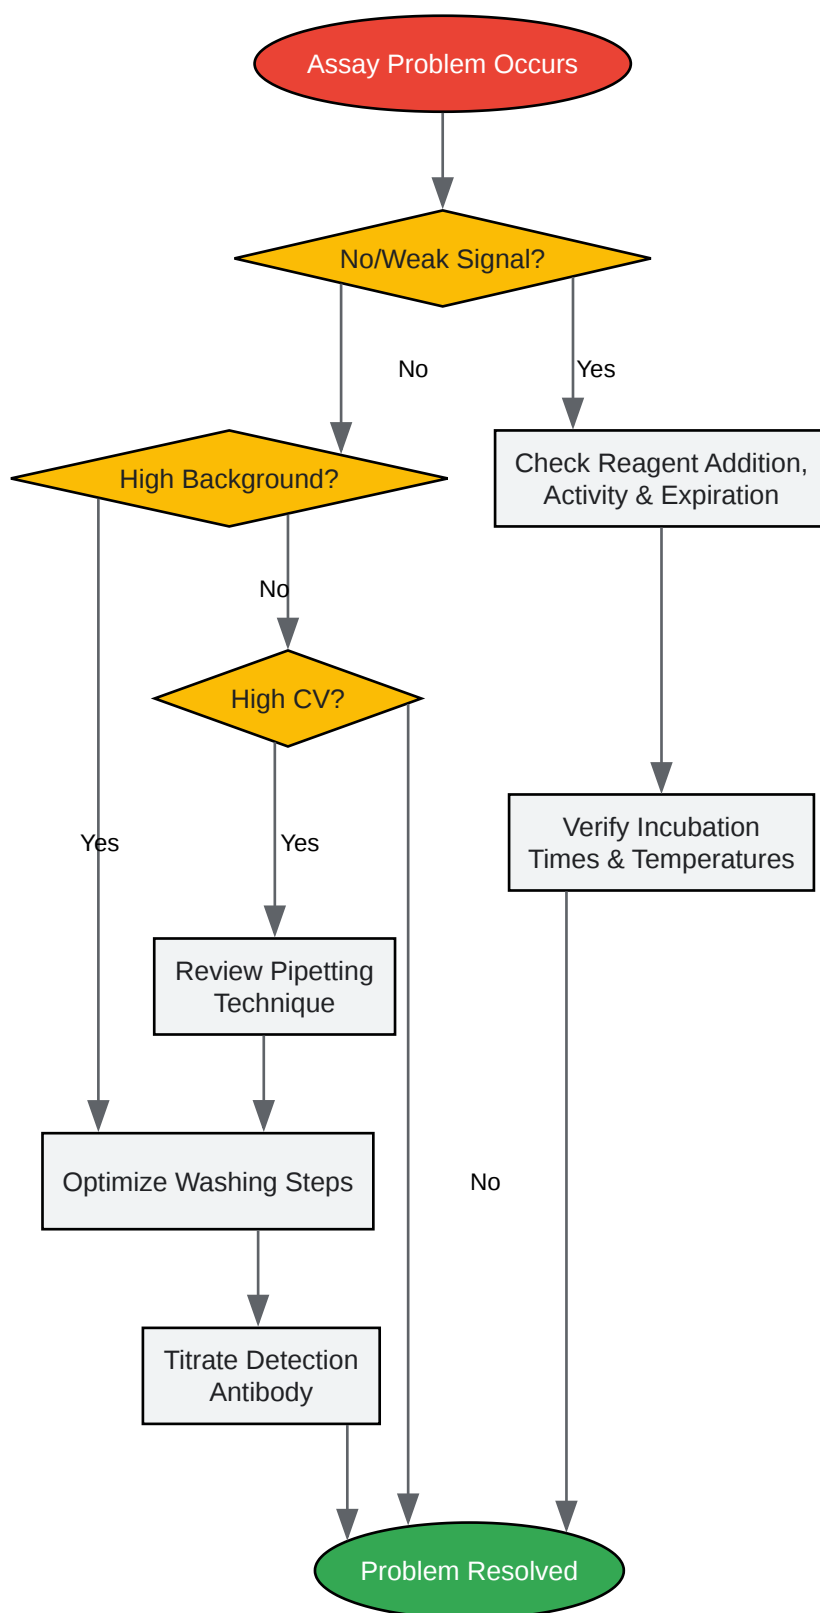 Assay Problem Occurs
No/Weak Signal?
No
Yes
High Background?
Check Reagent Addition,
Activity & Expiration
No
High CV?
Yes
Yes
Verify Incubation
Times & Temperatures
Review Pipetting
Technique
Optimize Washing Steps
No
Titrate Detection
Antibody
Problem Resolved